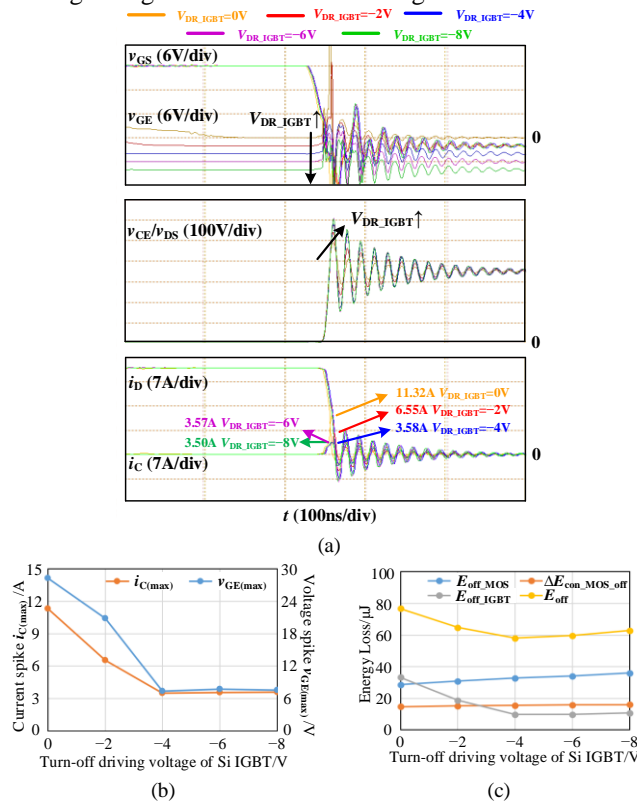 V_DR_IGBT=0V V_DR_IGBT=−2V V_DR_IGBT=−4V
V_DR_IGBT=−6V V_DR_IGBT=−8V
v_GS (6V/div)
v_GE (6V/div)
V_DR_IGBT↑
0
v_CE/v_DS (100V/div)
V_DR_IGBT↑
0
i_D (7A/div)
11.32A V_DR_IGBT=0V
6.55A V_DR_IGBT=−2V
3.57A V_DR_IGBT=−6V
3.58A V_DR_IGBT=−4V
3.50A V_DR_IGBT=−8V
i_C (7A/div)
0
t (100ns/div)
(a)
Current spike i_C(max) /A
15
12
9
6
3
0
i_C(max) v_GE(max)
30
24
18
12
6
0
Voltage spike v_GE(max) /V
0 −2 −4 −6 −8
Turn-off driving voltage of Si IGBT/V
(b)
Energy Loss/μJ
100
80
60
40
20
0
E_off_MOS ΔE_con_MOS_off
E_off_IGBT E_off
0 −2 −4 −6 −8
Turn-off driving voltage of Si IGBT/V
(c)